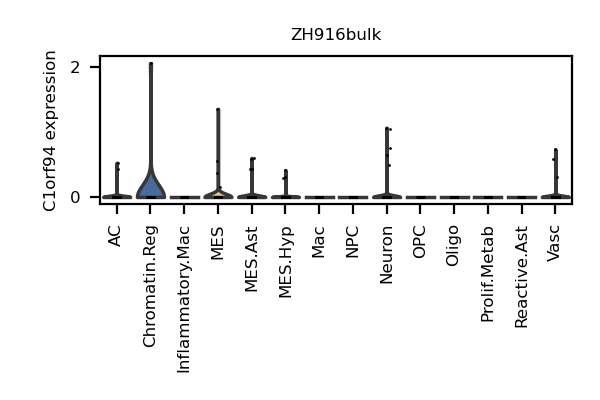 ZH916bulk
C1orf94 expression
2
0
AC
Chromatin.Reg
Inflammatory.Mac
MES
MES.Ast
MES.Hyp
Mac
NPC
Neuron
OPC
Oligo
Prolif.Metab
Reactive.Ast
Vasc